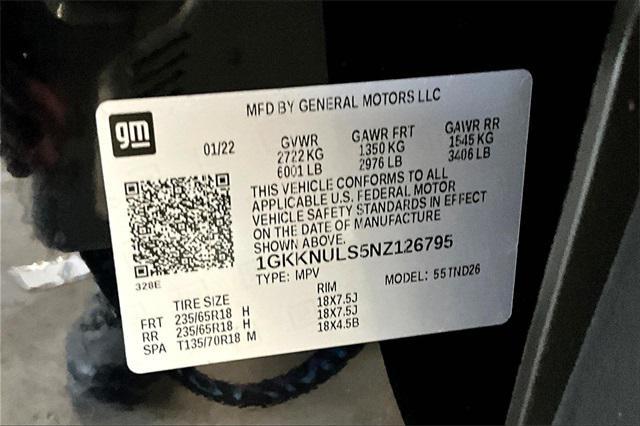 MFD BY GENERAL MOTORS LLC
gm
01/22 GVWR GAWR FRT GAWR RR
2722 KG 1350 KG 1545 KG
6001 LB 2976 LB 3406 LB
THIS VEHICLE CONFORMS TO ALL
APPLICABLE U.S. FEDERAL MOTOR
VEHICLE SAFETY STANDARDS IN EFFECT
ON THE DATE OF MANUFACTURE
SHOWN ABOVE.
1GKKNULS5NZ126795
TYPE: MPV MODEL: 55TND26
328E
TIRE SIZE RIM
FRT 235/65R18 H 18X7.5J
RR 235/65R18 H 18X7.5J
SPA T135/70R18 M 18X4.5B